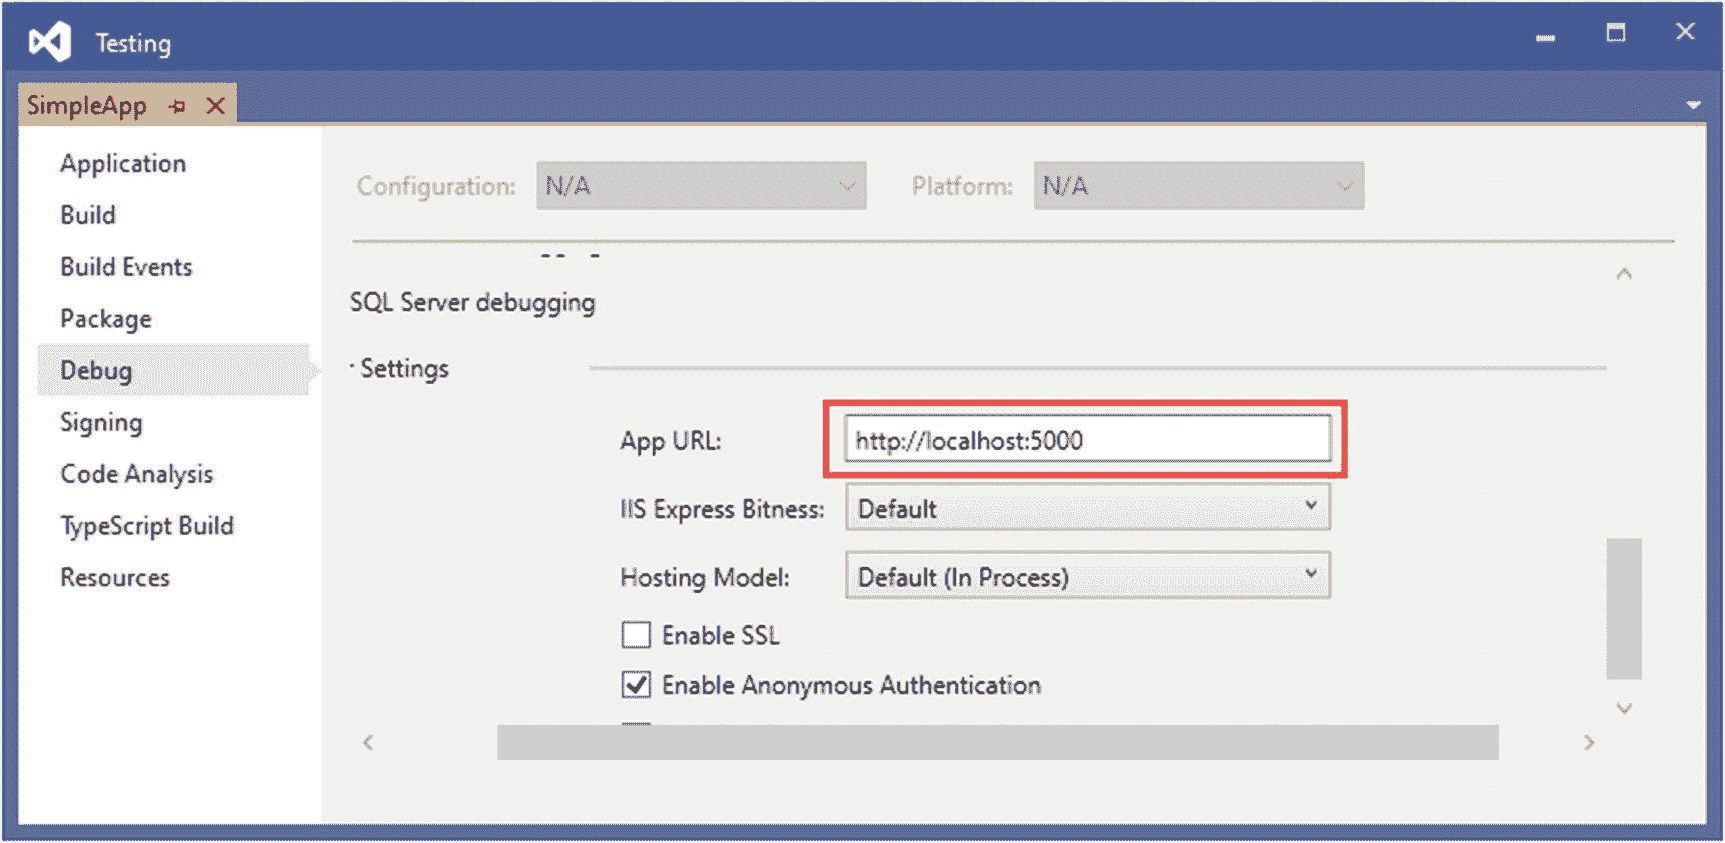 Testing
SimpleApp
Application
Build
Build Events
Package
Debug
Signing
Code Analysis
TypeScript Build
Resources
Configuration: N/A Platform: N/A
SQL Server debugging
Settings
App URL: http://localhost:5000
IIS Express Bitness: Default
Hosting Model: Default (In Process)
Enable SSL
Enable Anonymous Authentication